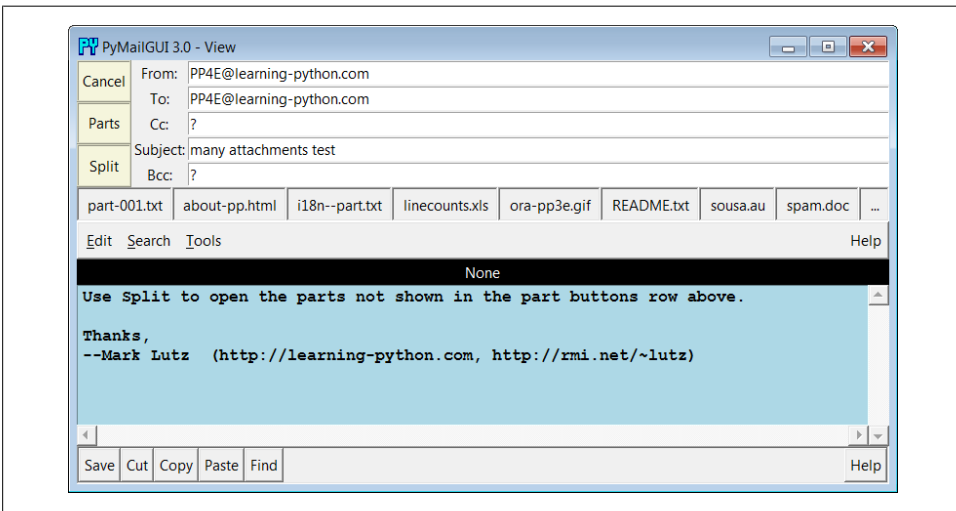 PY PyMailGUI 3.0 - View
Cancel
From: PP4E@learning-python.com
To: PP4E@learning-python.com
Parts
Cc: ?
Subject: many attachments test
Split
Bcc: ?
part-001.txt about-pp.html i18n--part.txt linecounts.xls ora-pp3e.gif README.txt sousa.au spam.doc ...
Edit Search Tools Help
None
Use Split to open the parts not shown in the part buttons row above.
Thanks,
--Mark Lutz (http://learning-python.com, http://rmi.net/~lutz)
Save Cut Copy Paste Find Help